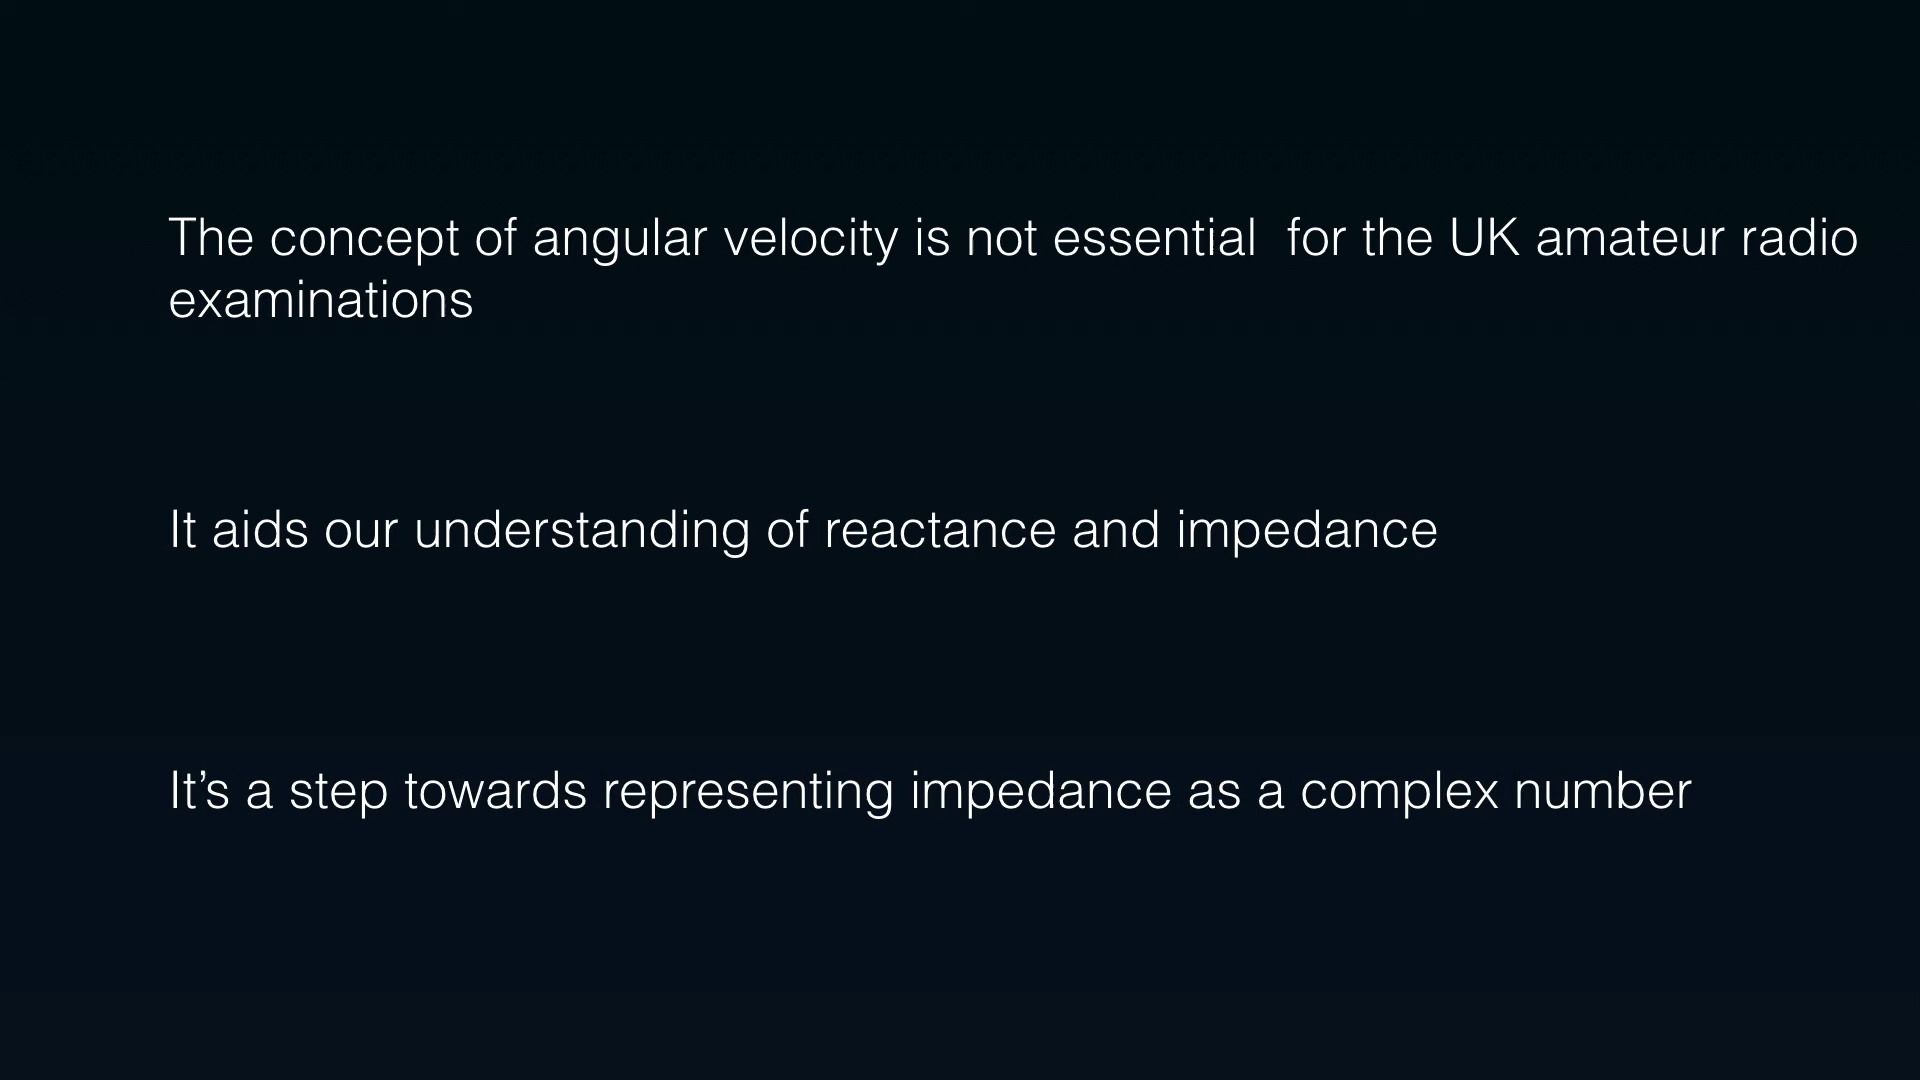 The concept of angular velocity is not essential  for the UK amateur radio
examinations
It aids our understanding of reactance and impedance
It’s a step towards representing impedance as a complex number